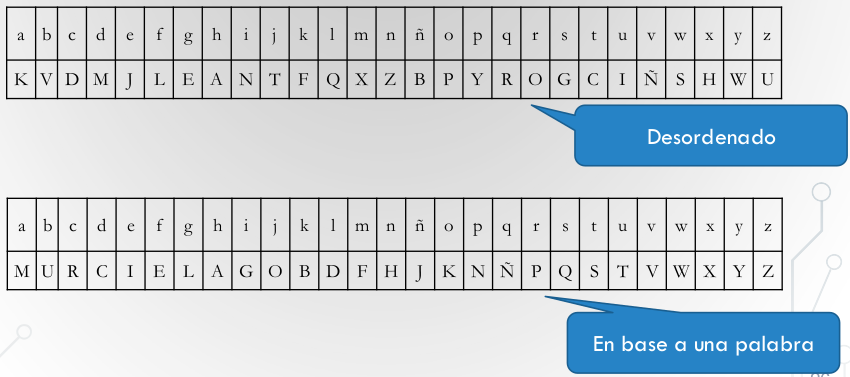 a b c d e f g h i j k l m n ñ o p q r s t u v w x y z
K V D M J L E A N T F Q X Z B P Y R O G C I Ñ S H W U
Desordenado
a b c d e f g h i j k l m n ñ o p q r s t u v w x y z
M U R C I E L A G O B D F H J K N Ñ P Q S T V W X Y Z
En base a una palabra